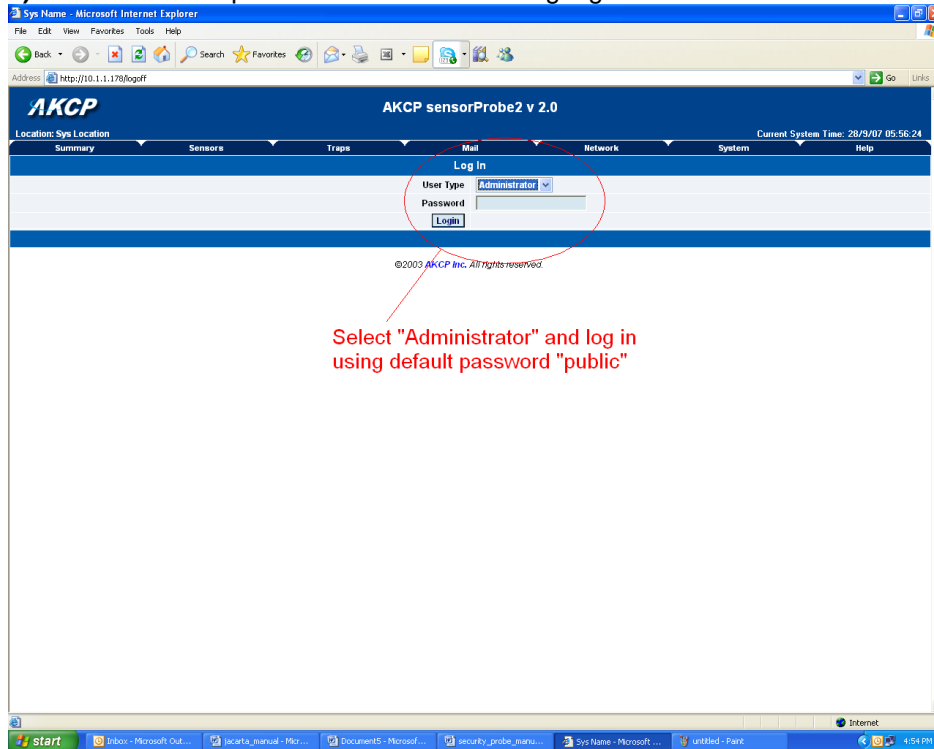 Sys Name - Microsoft Internet Explorer
File Edit View Favorites Tools Help
Back Search Favorites
Address http://10.1.1.178/logoff Go Links
AKCP AKCP sensorProbe2 v 2.0
Location: Sys Location Current System Time: 28/9/07 05:56:24
Summary Sensors Traps Mail Network System Help
Log In
User Type Administrator
Password
Login
©2003 AKCP Inc. All rights reserved.
Select "Administrator" and log in
using default password "public"
Internet
start Inbox - Microsoft Out... jacarta_manual - Micr... Document5 - Microsof... security_probe_manu... Sys Name - Microsoft ... untitled - Paint 4:54 PM